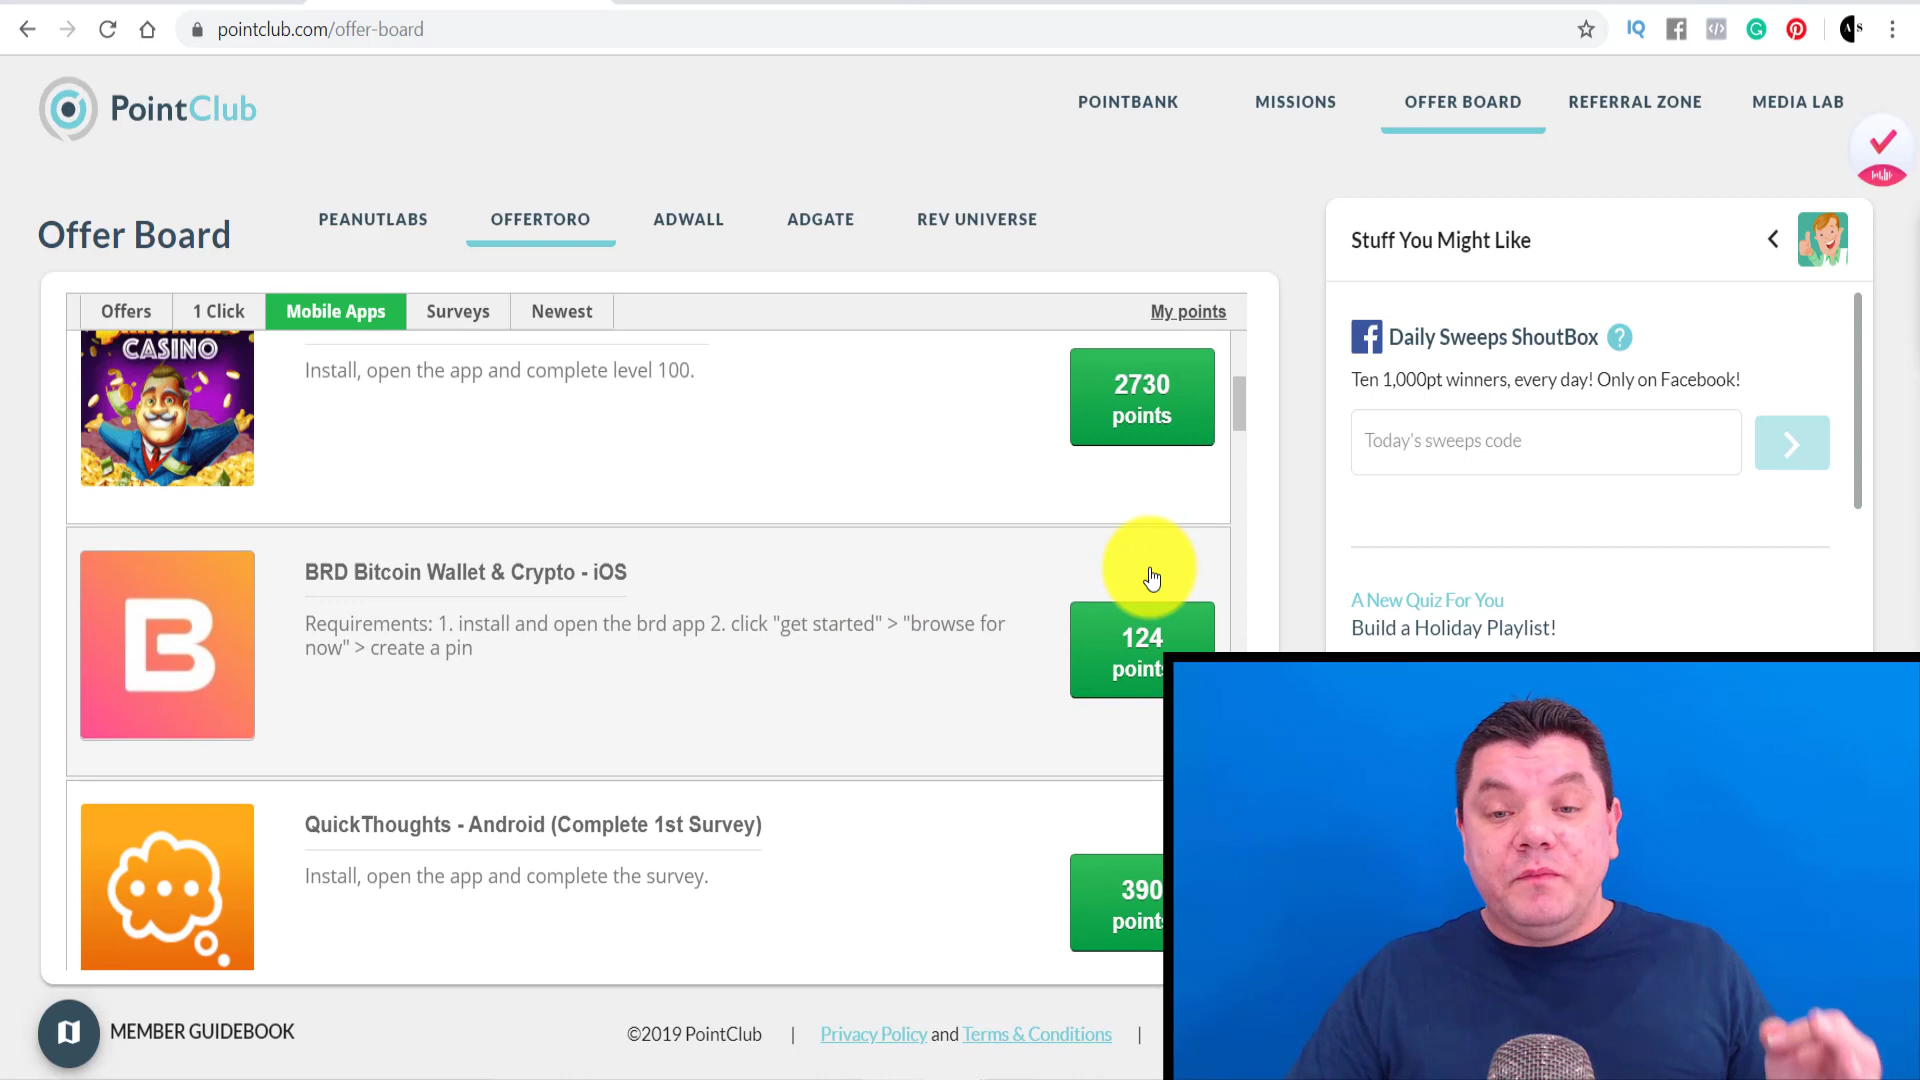 pointclub.com/offer-board
IQ
A S
PointClub
POINTBANK
MISSIONS
OFFER BOARD
REFERRAL ZONE
MEDIA LAB
Offer Board
PEANUTLABS
OFFERTORO
ADWALL
ADGATE
REV UNIVERSE
Stuff You Might Like
Offers
1 Click
Mobile Apps
Surveys
Newest
My points
CASINO
Install, open the app and complete level 100.
2730
points
Daily Sweeps ShoutBox
?
Ten 1,000pt winners, every day! Only on Facebook!
Today's sweeps code
B
BRD Bitcoin Wallet & Crypto - iOS
Requirements: 1. install and open the brd app 2. click "get started" > "browse for
now" > create a pin
124
points
A New Quiz For You
Build a Holiday Playlist!
QuickThoughts - Android (Complete 1st Survey)
Install, open the app and complete the survey.
390
points
MEMBER GUIDEBOOK
©2019 PointClub | Privacy Policy and Terms & Conditions |